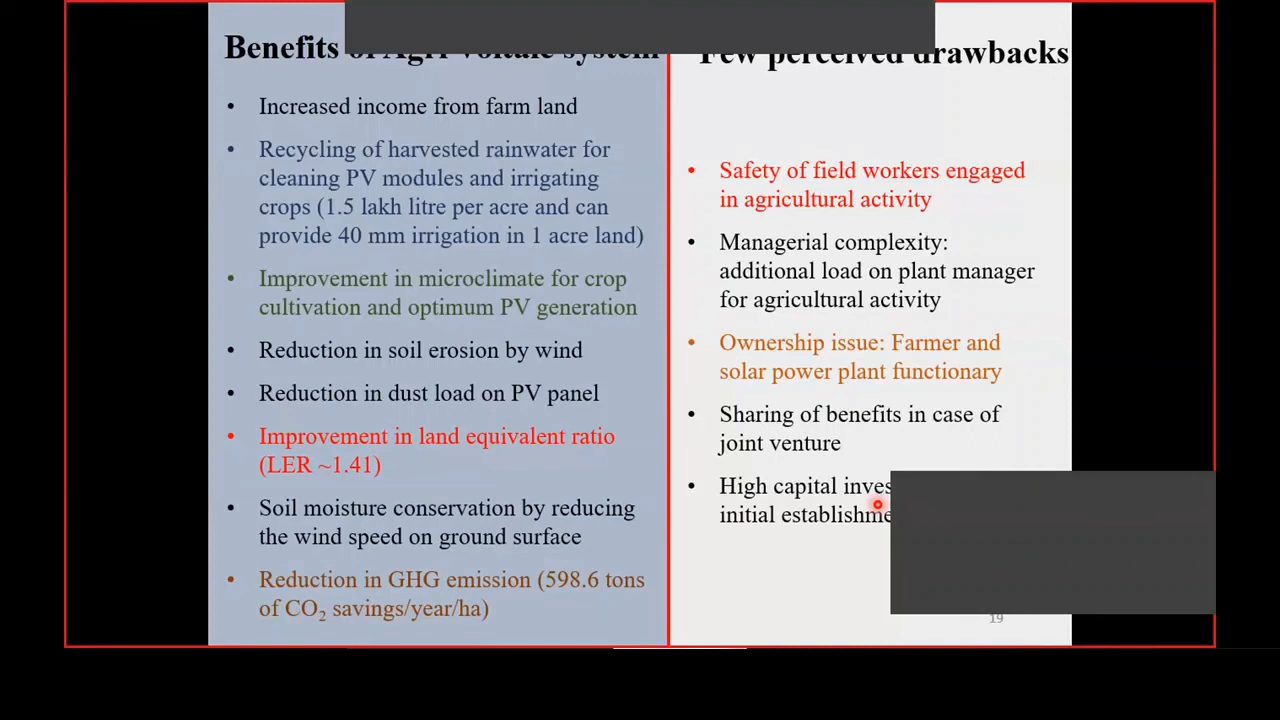 Benefits of Agri voltaic system
• Increased income from farm land
• Recycling of harvested rainwater for
cleaning PV modules and irrigating
crops (1.5 lakh litre per acre and can
provide 40 mm irrigation in 1 acre land)
• Improvement in microclimate for crop
cultivation and optimum PV generation
• Reduction in soil erosion by wind
• Reduction in dust load on PV panel
• Improvement in land equivalent ratio
(LER ~1.41)
• Soil moisture conservation by reducing
the wind speed on ground surface
• Reduction in GHG emission (598.6 tons
of CO₂ savings/year/ha)
Few perceived drawbacks
• Safety of field workers engaged
in agricultural activity
• Managerial complexity:
additional load on plant manager
for agricultural activity
• Ownership issue: Farmer and
solar power plant functionary
• Sharing of benefits in case of
joint venture
• High capital
initial
19